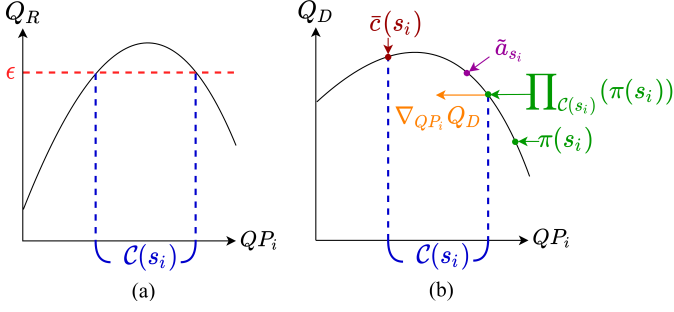 Q_R
ϵ
C(s_i)
QP_i
(a)
Q_D
c̄(s_i)
ã_{s_i}
∏_{C(s_i)}(π(s_i))
∇_{QP_i}Q_D
π(s_i)
C(s_i)
QP_i
(b)